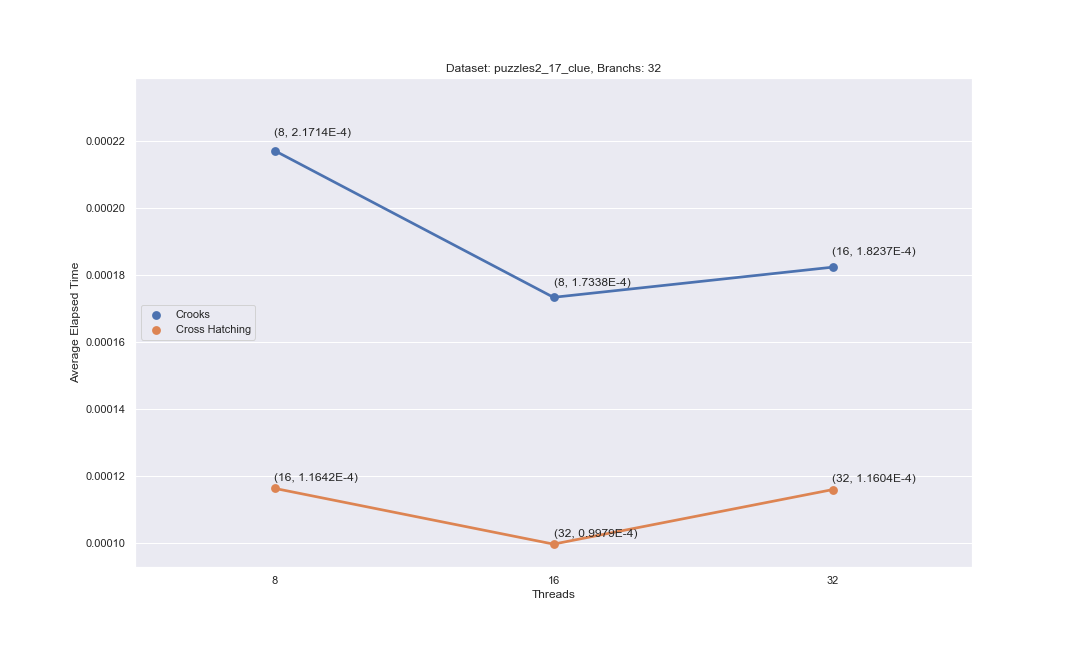 Dataset: puzzles2_17_clue, Branchs: 32
(8, 2.1714E-4)
(8, 1.7338E-4)
(16, 1.8237E-4)
(16, 1.1642E-4)
(32, 0.9979E-4)
(32, 1.1604E-4)
Crooks
Cross Hatching
Average Elapsed Time
0.00022
0.00020
0.00018
0.00016
0.00014
0.00012
0.00010
8
16
32
Threads